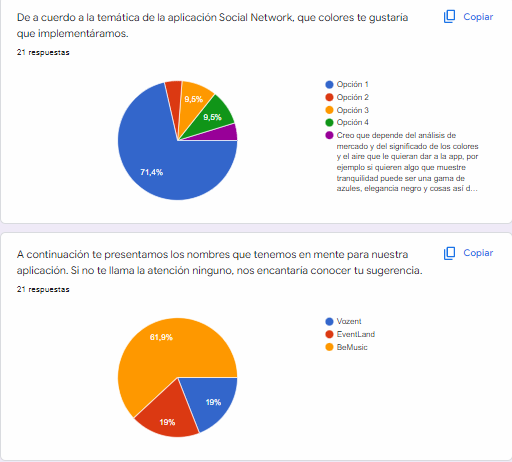 De a cuerdo a la temática de la aplicación Social Network, que colores te gustaría
que implementáramos.
Copiar
21 respuestas
Opción 1
Opción 2
Opción 3
Opción 4
Creo que depende del análisis de
mercado y del significado de los colores
y el aire que le quieran dar a la app, por
ejemplo si quieren algo que muestre
tranquilidad puede ser una gama de
azules, elegancia negro y cosas así d...
9,5%
9,5%
71,4%
A continuación te presentamos los nombres que tenemos en mente para nuestra
aplicación. Si no te llama la atención ninguno, nos encantaria conocer tu sugerencia.
Copiar
21 respuestas
Vozent
EventLand
BeMusic
61,9%
19%
19%